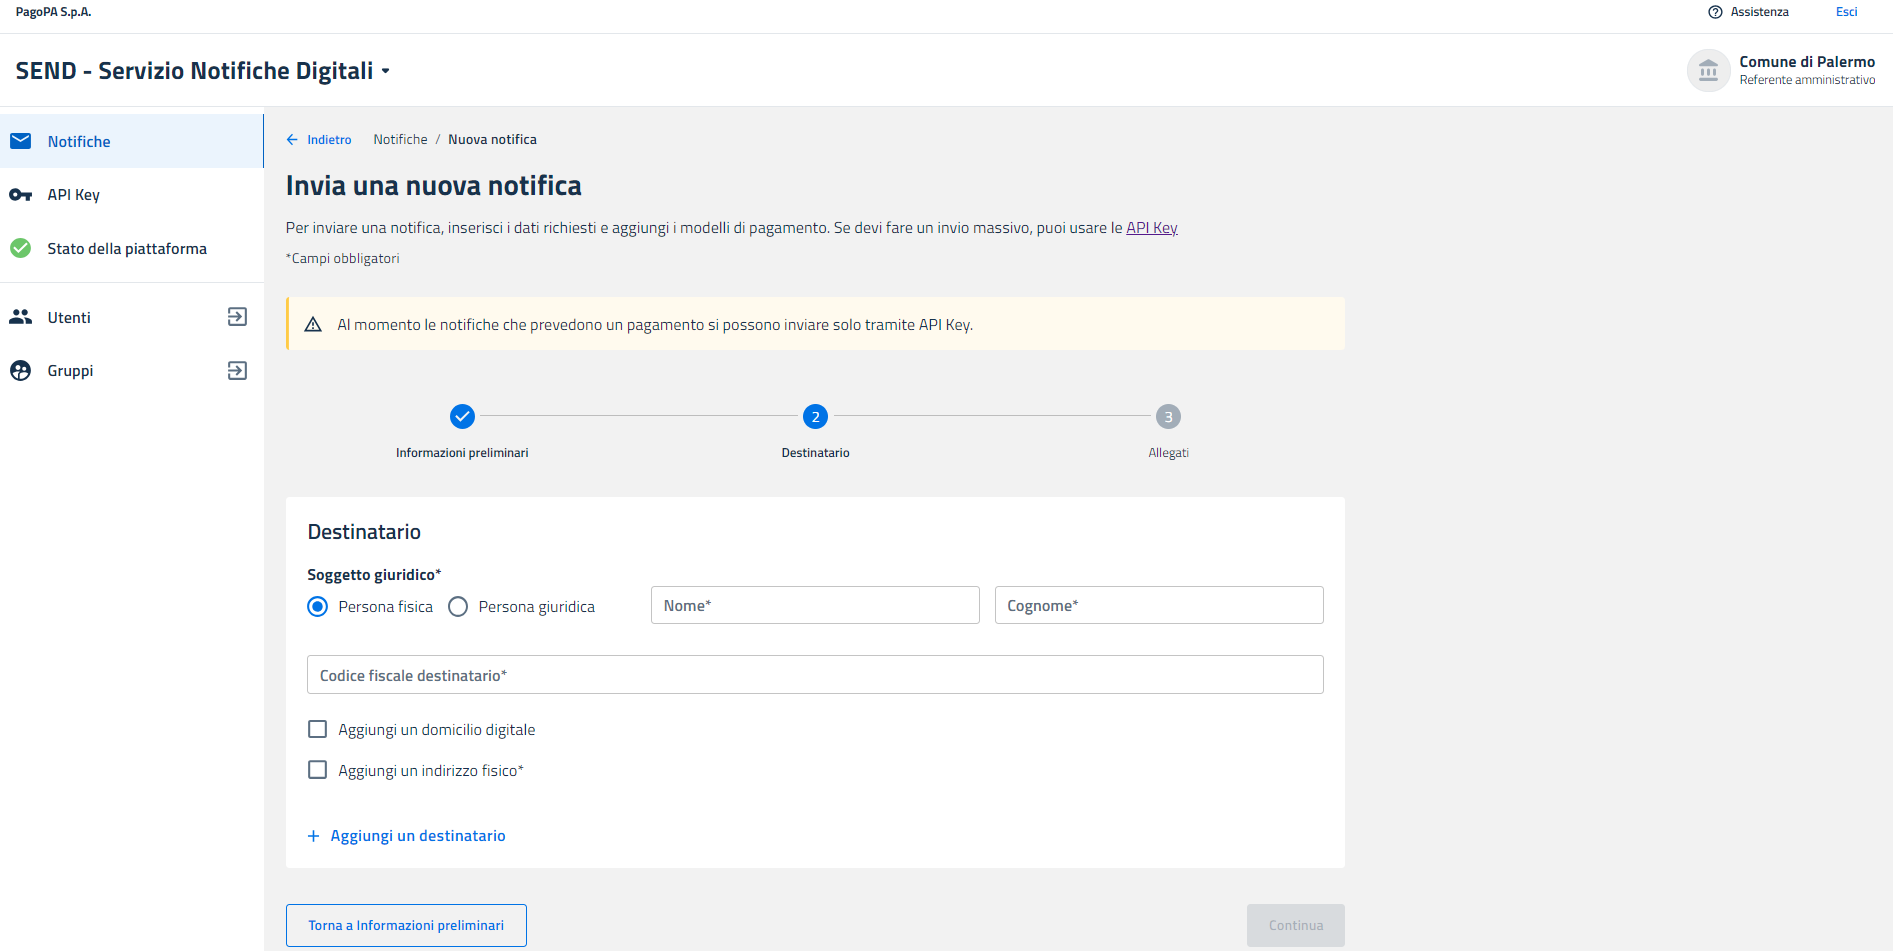 PagoPA S.p.A.
Assistenza
Esci
SEND - Servizio Notifiche Digitali
Comune di Palermo
Referente amministrativo
Notifiche
API Key
Stato della piattaforma
Utenti
Gruppi
Indietro
Notifiche / Nuova notifica
Invia una nuova notifica
Per inviare una notifica, inserisci i dati richiesti e aggiungi i modelli di pagamento. Se devi fare un invio massivo, puoi usare le API Key
*Campi obbligatori
Al momento le notifiche che prevedono un pagamento si possono inviare solo tramite API Key.
2
3
Informazioni preliminari
Destinatario
Allegati
Destinatario
Soggetto giuridico*
Persona fisica
Persona giuridica
Nome*
Cognome*
Codice fiscale destinatario*
Aggiungi un domicilio digitale
Aggiungi un indirizzo fisico*
+ Aggiungi un destinatario
Torna a Informazioni preliminari
Continua